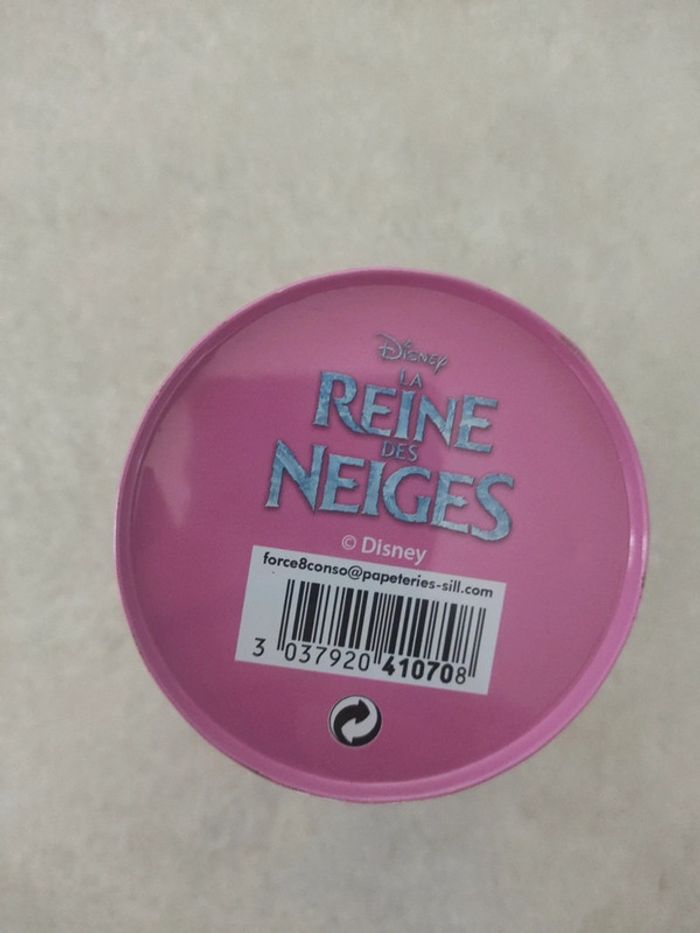 Disney
LA
REINE
DES
NEIGES
© Disney
force8conso@papeteries-sill.com
3 037920 410708